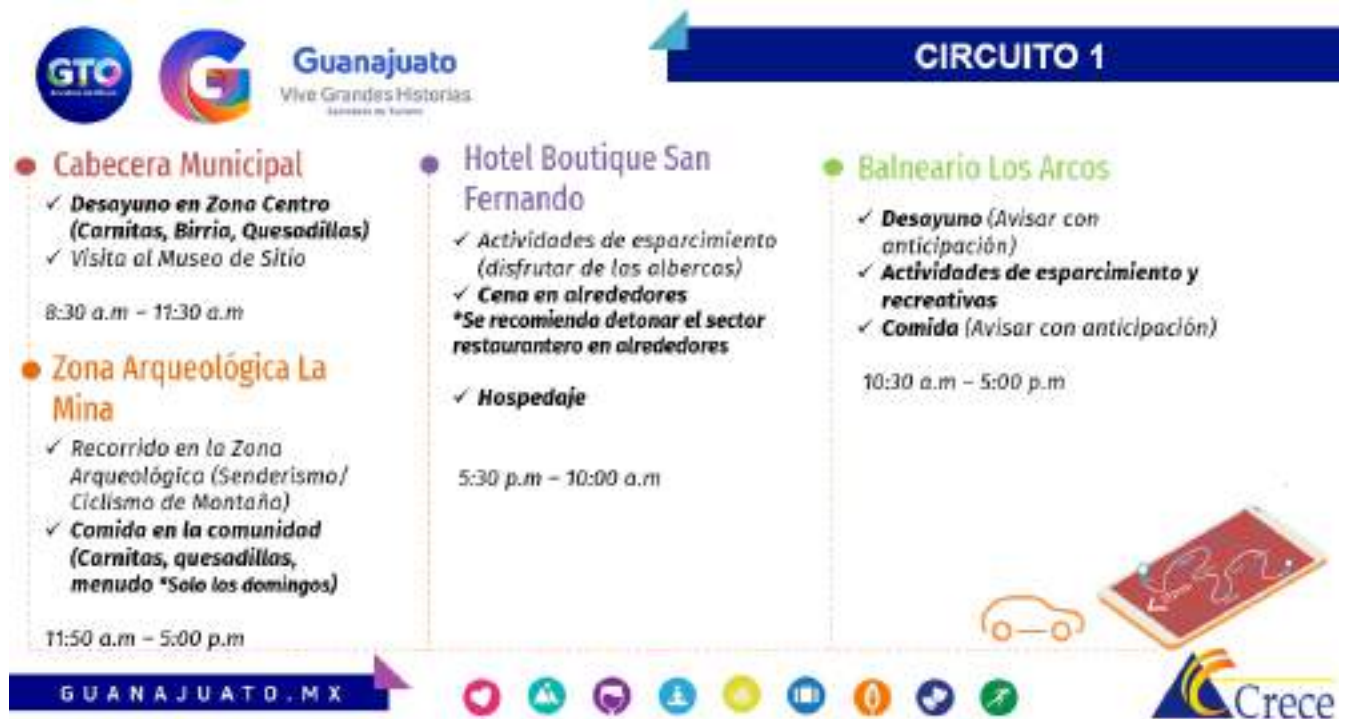 GTO
Guanajuato
Vive Grandes Historias
Secretaría de Turismo
CIRCUITO 1
Cabecera Municipal
✓ Desayuno en Zona Centro
(Carnitas, Birria, Quesadillas)
✓ Visita al Museo de Sitio
8:30 a.m – 11:30 a.m
Zona Arqueológica La
Mina
✓ Recorrido en la Zona
Arqueológica (Senderismo/
Ciclismo de Montaña)
✓ Comida en la comunidad
(Carnitas, quesadillas,
menudo *Solo los domingos)
11:50 a.m – 5:00 p.m
Hotel Boutique San
Fernando
✓ Actividades de esparcimiento
(disfrutar de las albercas)
✓ Cena en alrededores
*Se recomienda detonar el sector
restaurantero en alrededores
✓ Hospedaje
5:30 p.m – 10:00 a.m
Balneario Los Arcos
✓ Desayuno (Avisar con
anticipación)
✓ Actividades de esparcimiento y
recreativas
✓ Comida (Avisar con anticipación)
10:30 a.m – 5:00 p.m
GUANAJUATO.MX
Crece